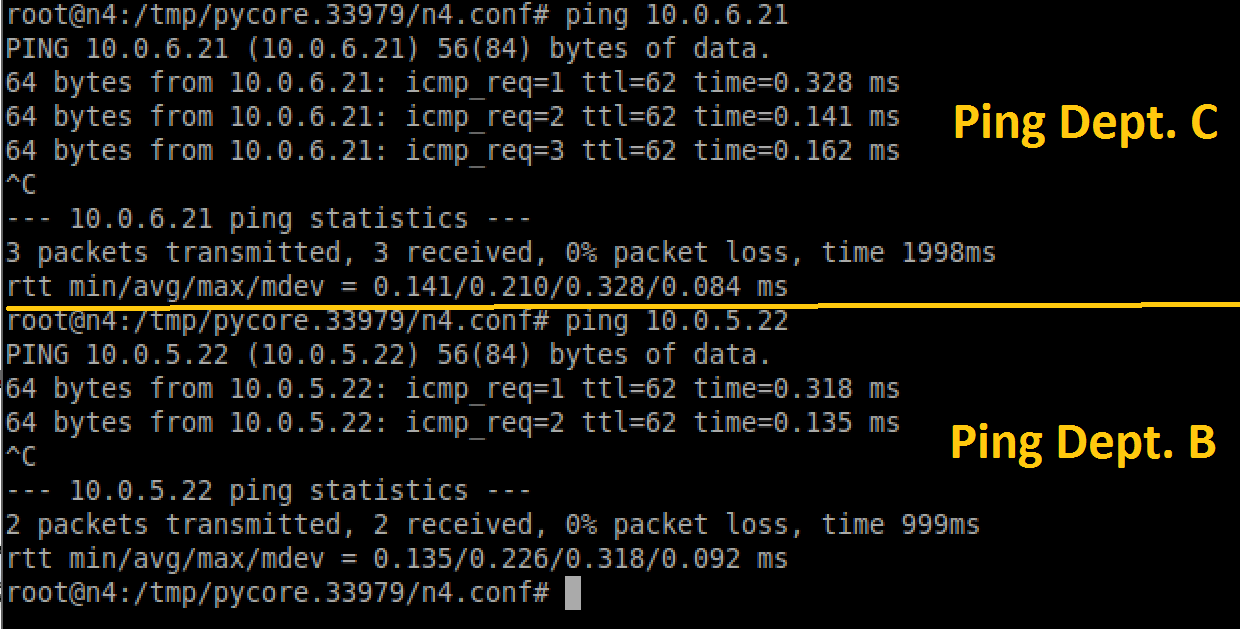 root@n4:/tmp/pycore.33979/n4.conf# ping 10.0.6.21
PING 10.0.6.21 (10.0.6.21) 56(84) bytes of data.
64 bytes from 10.0.6.21: icmp_req=1 ttl=62 time=0.328 ms
64 bytes from 10.0.6.21: icmp_req=2 ttl=62 time=0.141 ms
64 bytes from 10.0.6.21: icmp_req=3 ttl=62 time=0.162 ms
Ping Dept. C
^C
--- 10.0.6.21 ping statistics ---
3 packets transmitted, 3 received, 0% packet loss, time 1998ms
rtt min/avg/max/mdev = 0.141/0.210/0.328/0.084 ms
root@n4:/tmp/pycore.33979/n4.conf# ping 10.0.5.22
PING 10.0.5.22 (10.0.5.22) 56(84) bytes of data.
64 bytes from 10.0.5.22: icmp_req=1 ttl=62 time=0.318 ms
64 bytes from 10.0.5.22: icmp_req=2 ttl=62 time=0.135 ms
Ping Dept. B
^C
--- 10.0.5.22 ping statistics ---
2 packets transmitted, 2 received, 0% packet loss, time 999ms
rtt min/avg/max/mdev = 0.135/0.226/0.318/0.092 ms
root@n4:/tmp/pycore.33979/n4.conf#